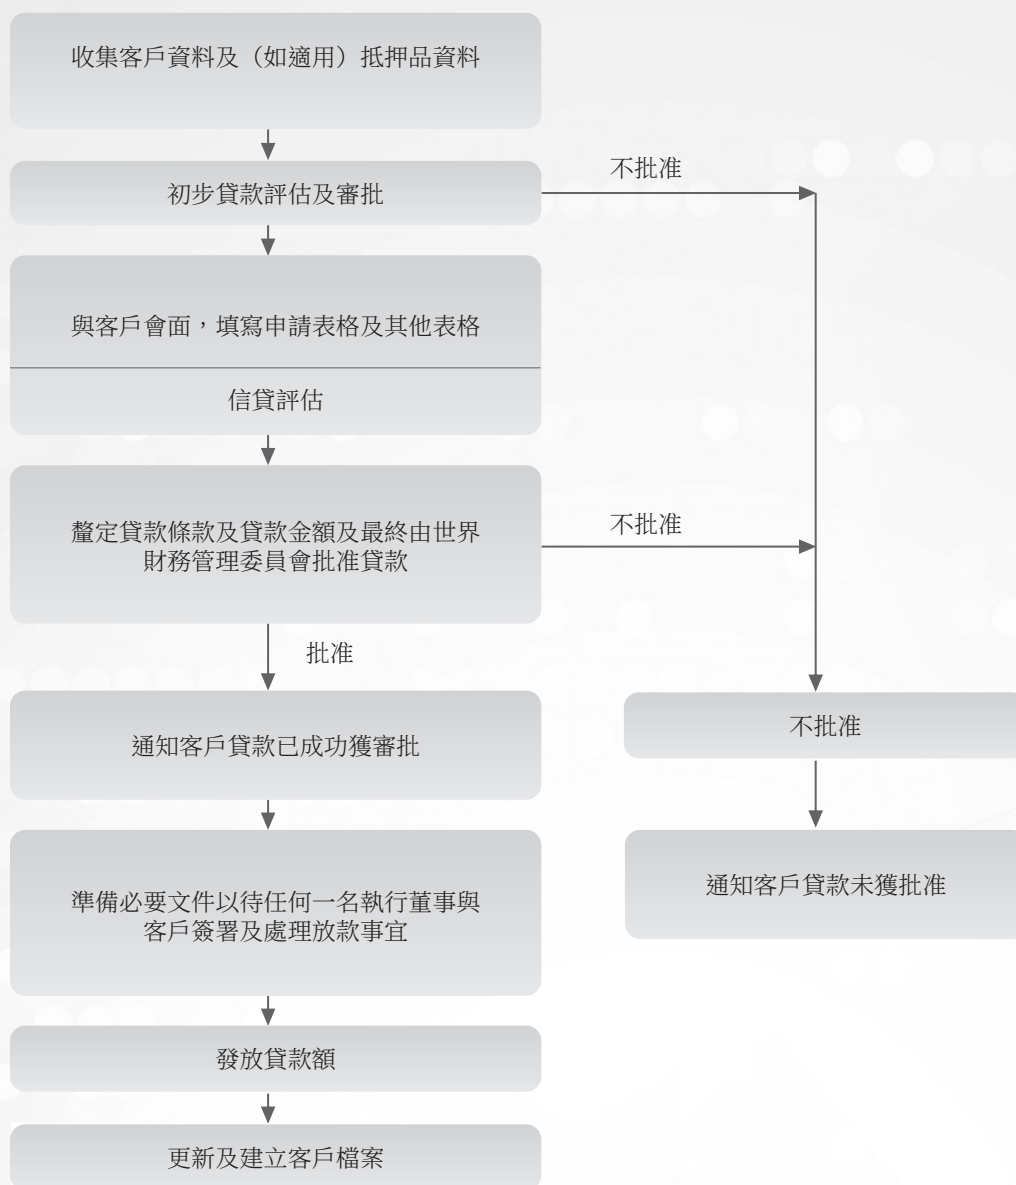 收集客戶資料及（如適用）抵押品資料
初步貸款評估及審批
不批准
與客戶會面，填寫申請表格及其他表格
信貸評估
釐定貸款條款及貸款金額及最終由世界
財務管理委員會批准貸款
不批准
批准
通知客戶貸款已成功獲審批
不批准
準備必要文件以待任何一名執行董事與
客戶簽署及處理放款事宜
通知客戶貸款未獲批准
發放貸款額
更新及建立客戶檔案